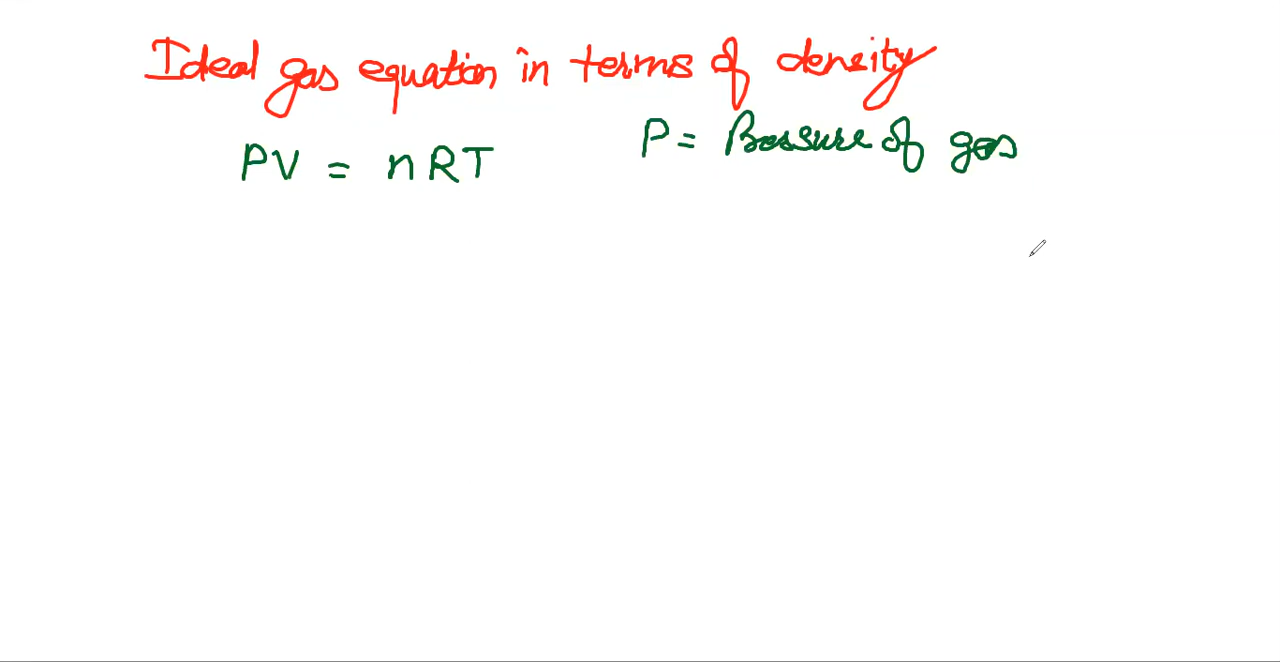 Ideal gas equation in terms of density
PV = nRT
P = Pressure of gas